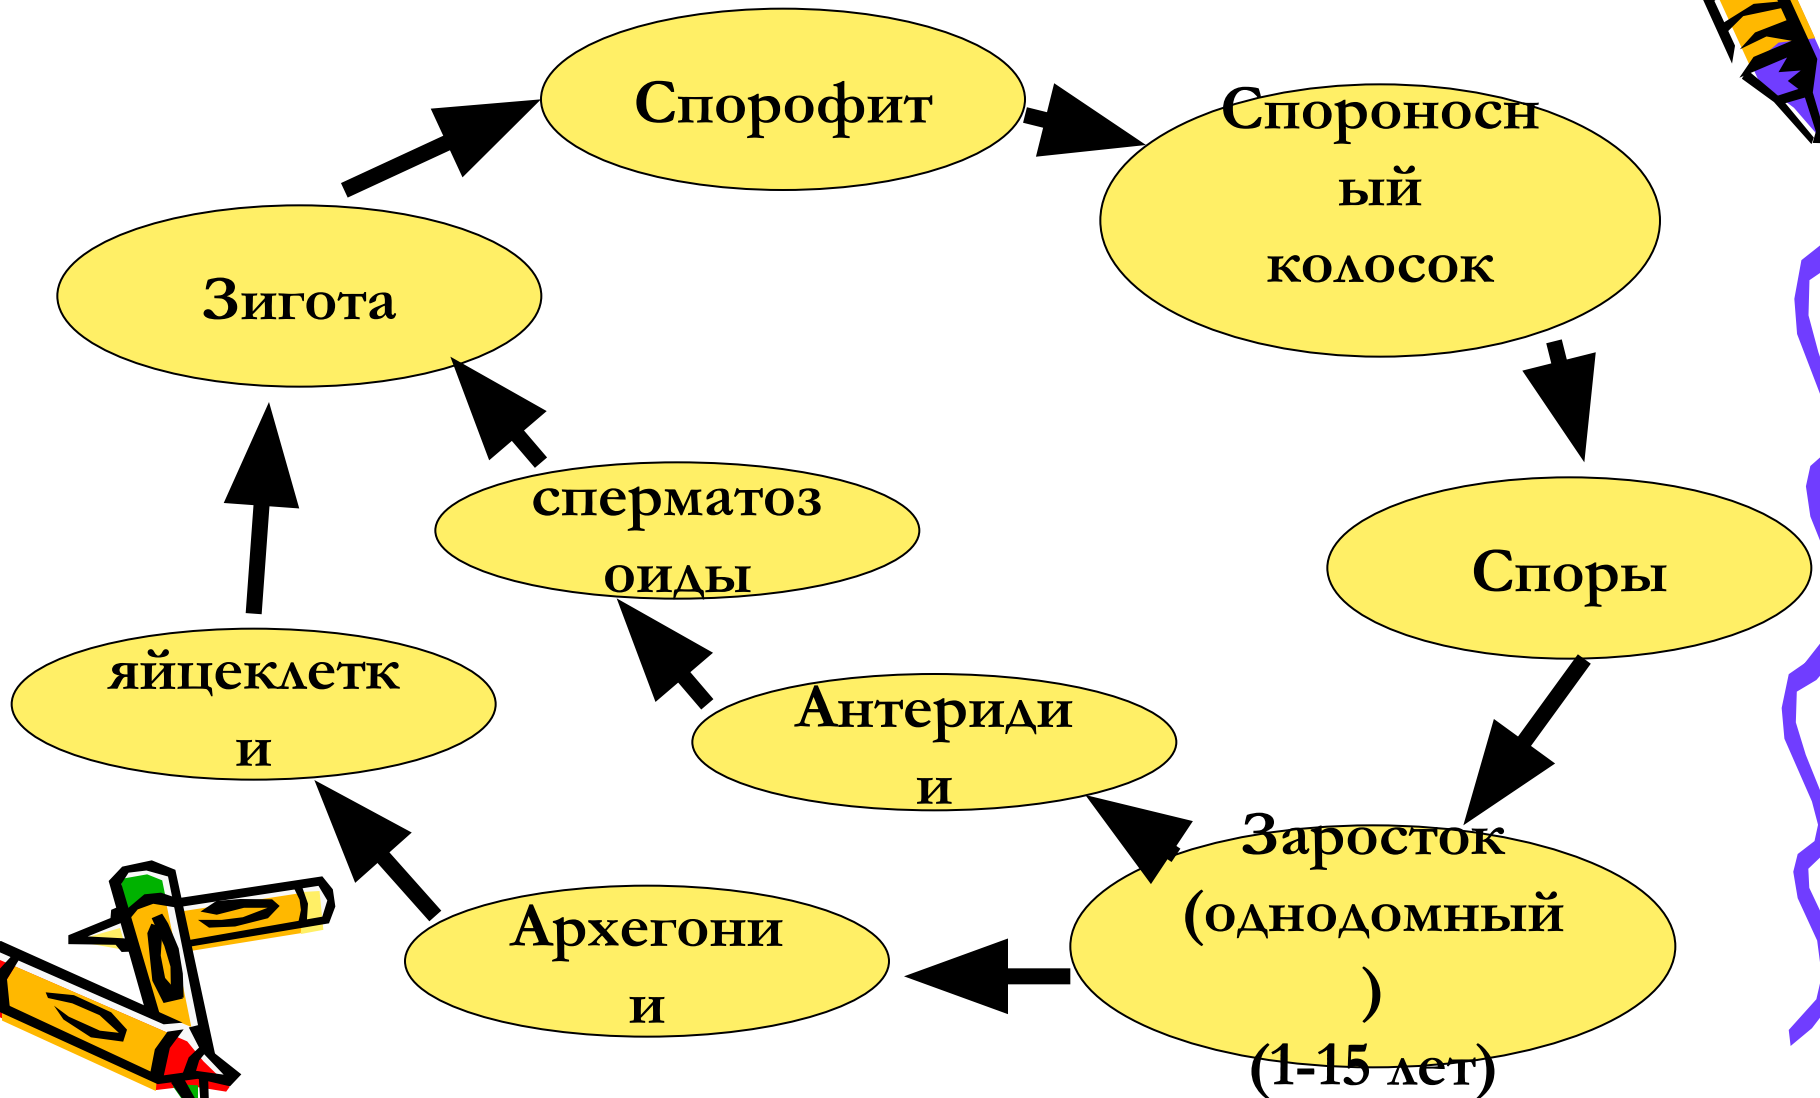 Спорофит
Спороносн
ый
колосок
Зигота
сперматоз
оиды
Споры
яйцеклетк
и
Антериди
и
Заросток
(однодомный
)
(1-15 лет)
Архегони
и